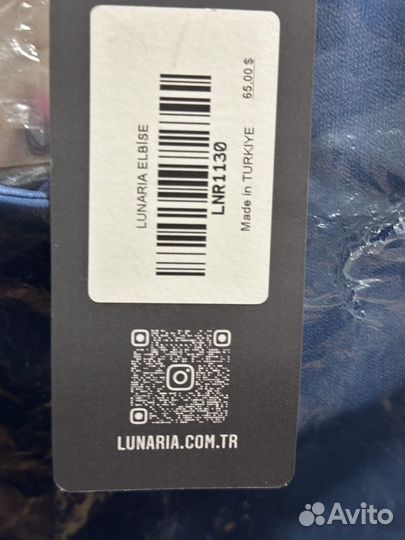 LUNARIA ELBİSE
LNR1130
Made in TURKIYE 65,00 $
LUNARIA.COM.TR
Avito